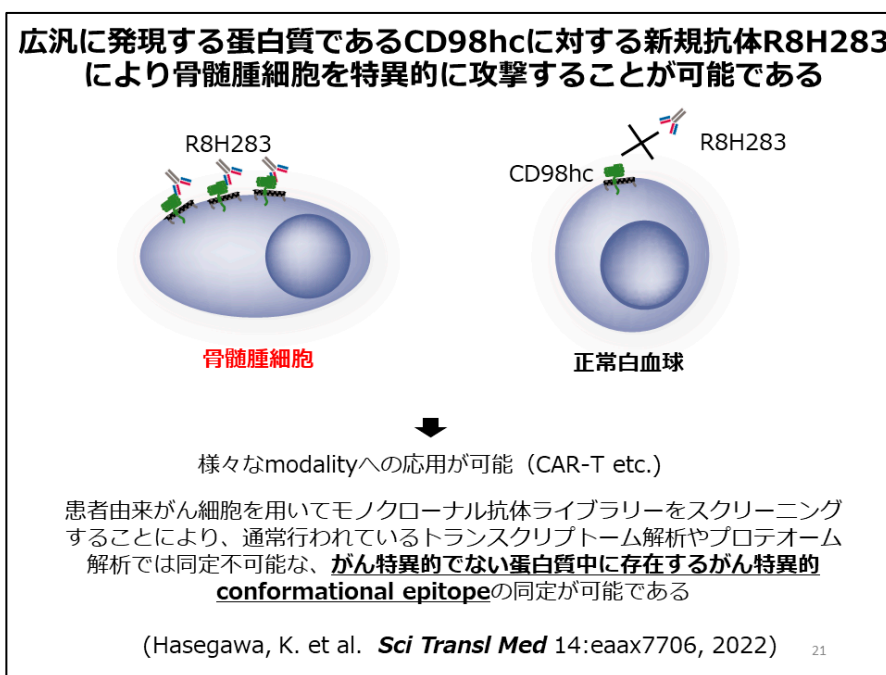 広汎に発現する蛋白質であるCD98hcに対する新規抗体R8H283
により骨髄腫細胞を特異的に攻撃することが可能である
R8H283
R8H283
CD98hc
骨髄腫細胞
正常白血球
様々なmodalityへの応用が可能（CAR-T etc.)
患者由来がん細胞を用いてモノクローナル抗体ライブラリーをスクリーニング
することにより、通常行われているトランスクリプトーム解析やプロテオーム
解析では同定不可能な、がん特異的でない蛋白質中に存在するがん特異的
conformational epitopeの同定が可能である
(Hasegawa, K. et al. Sci Transl Med 14:eaax7706, 2022)
21